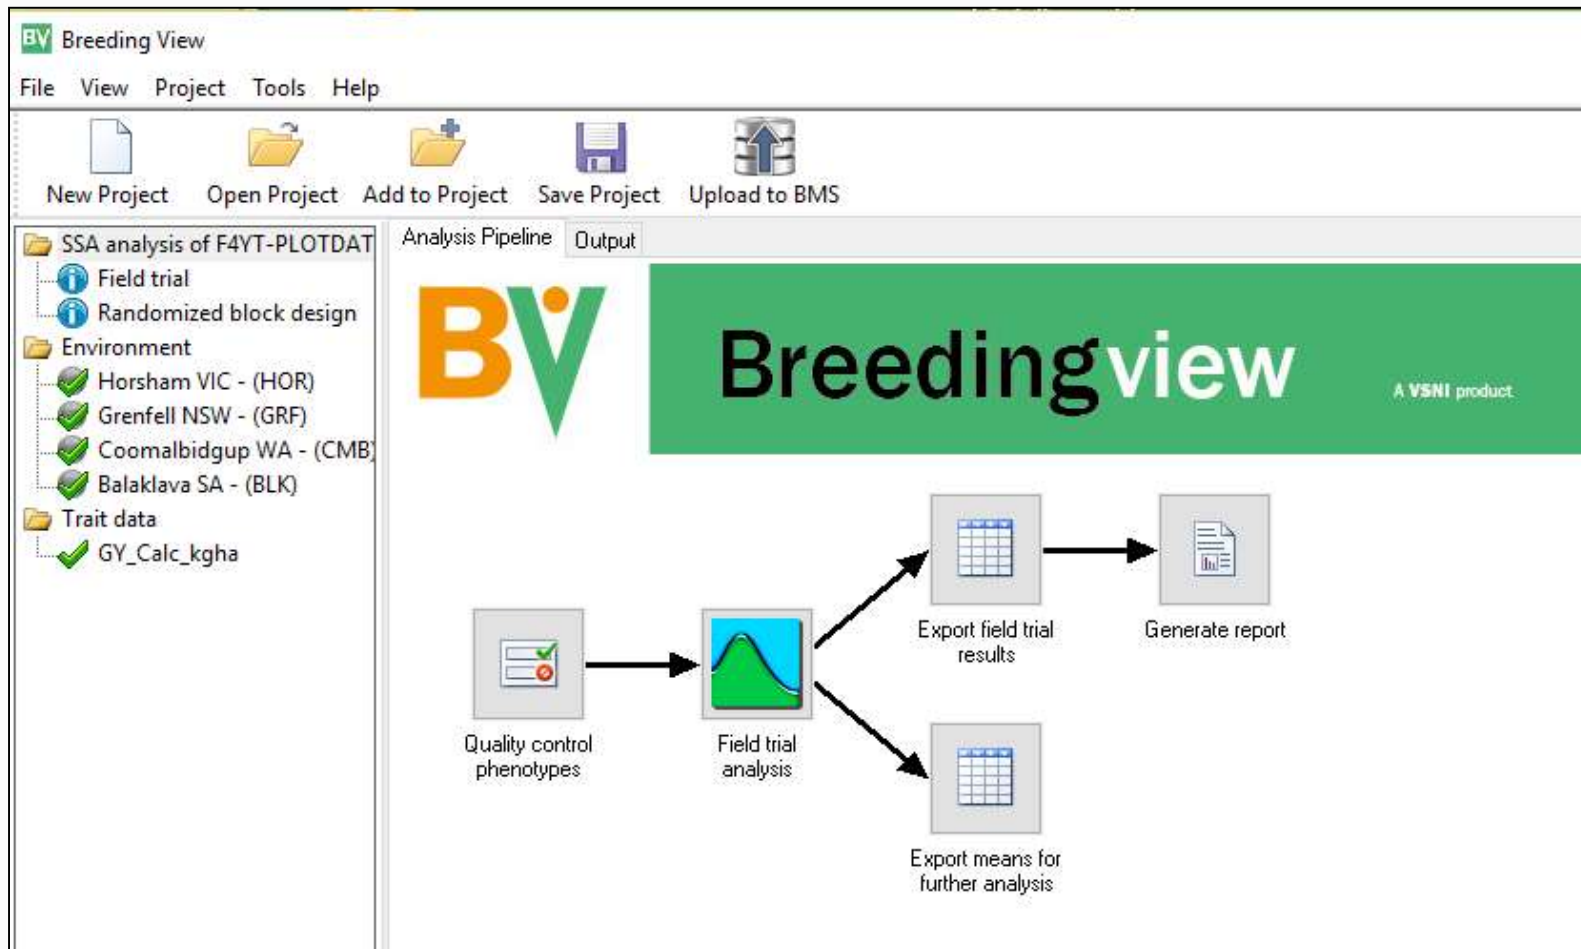 BV Breeding View
File View Project Tools Help
New Project Open Project Add to Project Save Project Upload to BMS
SSA analysis of F4YT-PLOTDAT
Field trial
Randomized block design
Environment
Horsham VIC - (HOR)
Grenfell NSW - (GRF)
Coomalbidgup WA - (CMB)
Balaklava SA - (BLK)
Trait data
GY_Calc_kgha
Analysis Pipeline Output
BV
Breedingview
A VSNi product
Quality control
phenotypes
Field trial
analysis
Export field trial
results
Generate report
Export means for
further analysis